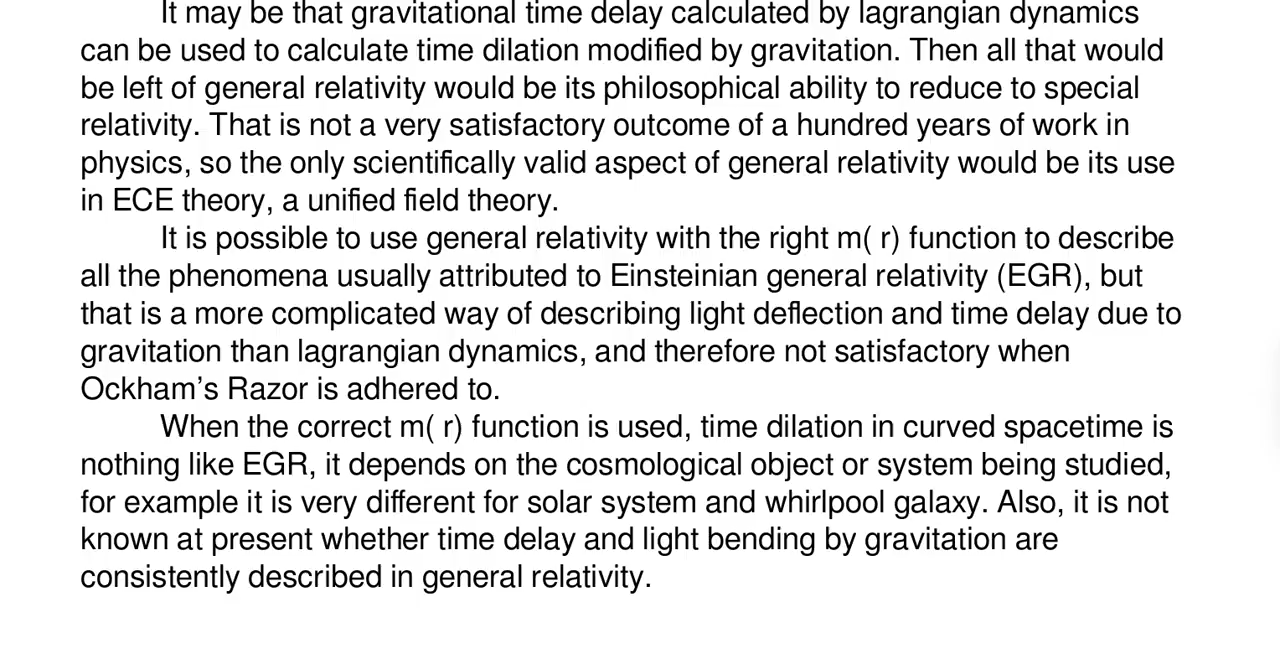 It may be that gravitational time delay calculated by lagrangian dynamics
can be used to calculate time dilation modified by gravitation. Then all that would
be left of general relativity would be its philosophical ability to reduce to special
relativity. That is not a very satisfactory outcome of a hundred years of work in
physics, so the only scientifically valid aspect of general relativity would be its use
in ECE theory, a unified field theory.
It is possible to use general relativity with the right m( r) function to describe
all the phenomena usually attributed to Einsteinian general relativity (EGR), but
that is a more complicated way of describing light deflection and time delay due to
gravitation than lagrangian dynamics, and therefore not satisfactory when
Ockham’s Razor is adhered to.
When the correct m( r) function is used, time dilation in curved spacetime is
nothing like EGR, it depends on the cosmological object or system being studied,
for example it is very different for solar system and whirlpool galaxy. Also, it is not
known at present whether time delay and light bending by gravitation are
consistently described in general relativity.